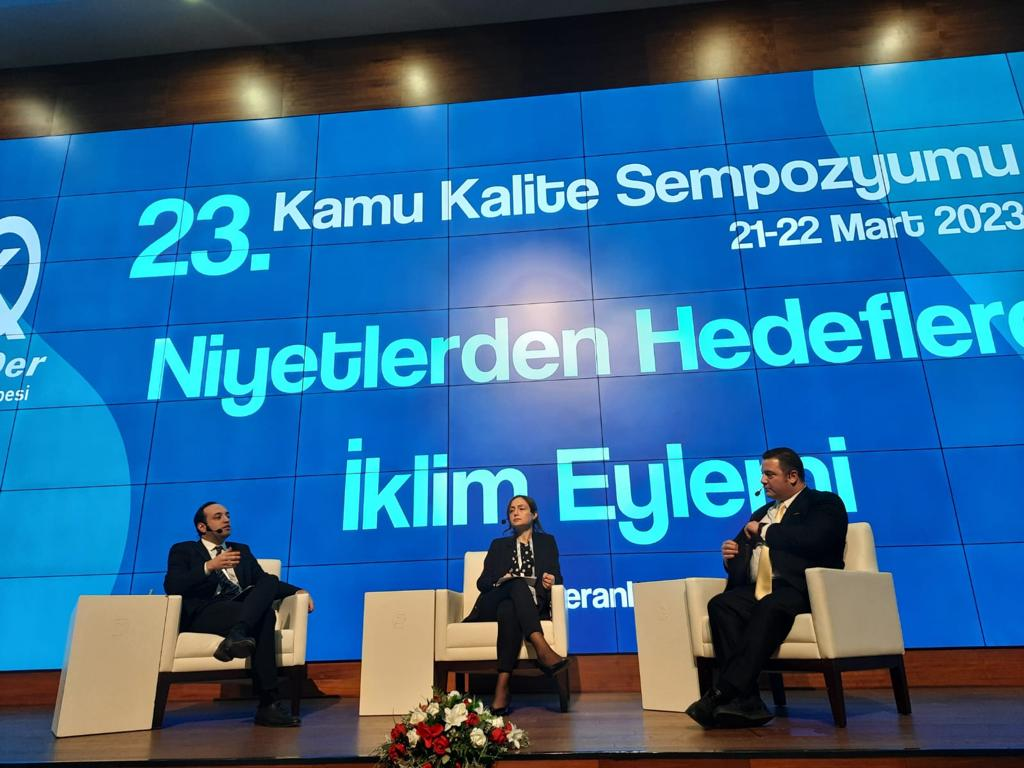 23. Kamu Kalite Sempozyumu
21-22 Mart 2023
Niyetlerden Hedeflere
İklim Eylemi